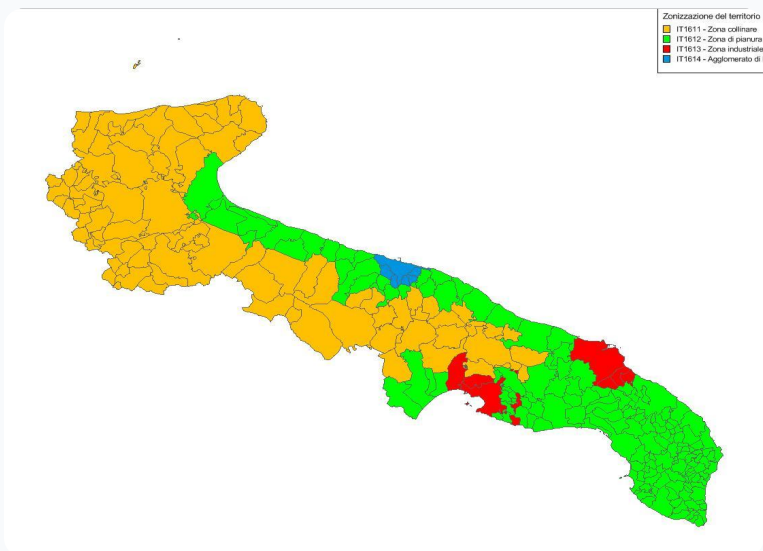 Zonizzazione del territorio
IT1611 - Zona collinare
IT1612 - Zona di pianura
IT1613 - Zona industriale
IT1614 - Agglomerato di